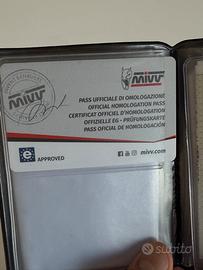 mivv
mivv
PASS UFFICIALE DI OMOLOGAZIONE
OFFICIAL HOMOLOGATION PASS
CERTIFICAT OFFICIEL D'HOMOLOGATION
OFFIZIELLE EG - PRÜFUNGSKARTE
PASS OFICIAL DE HOMOLOGACIÓN
e APPROVED
mivv.com
subito